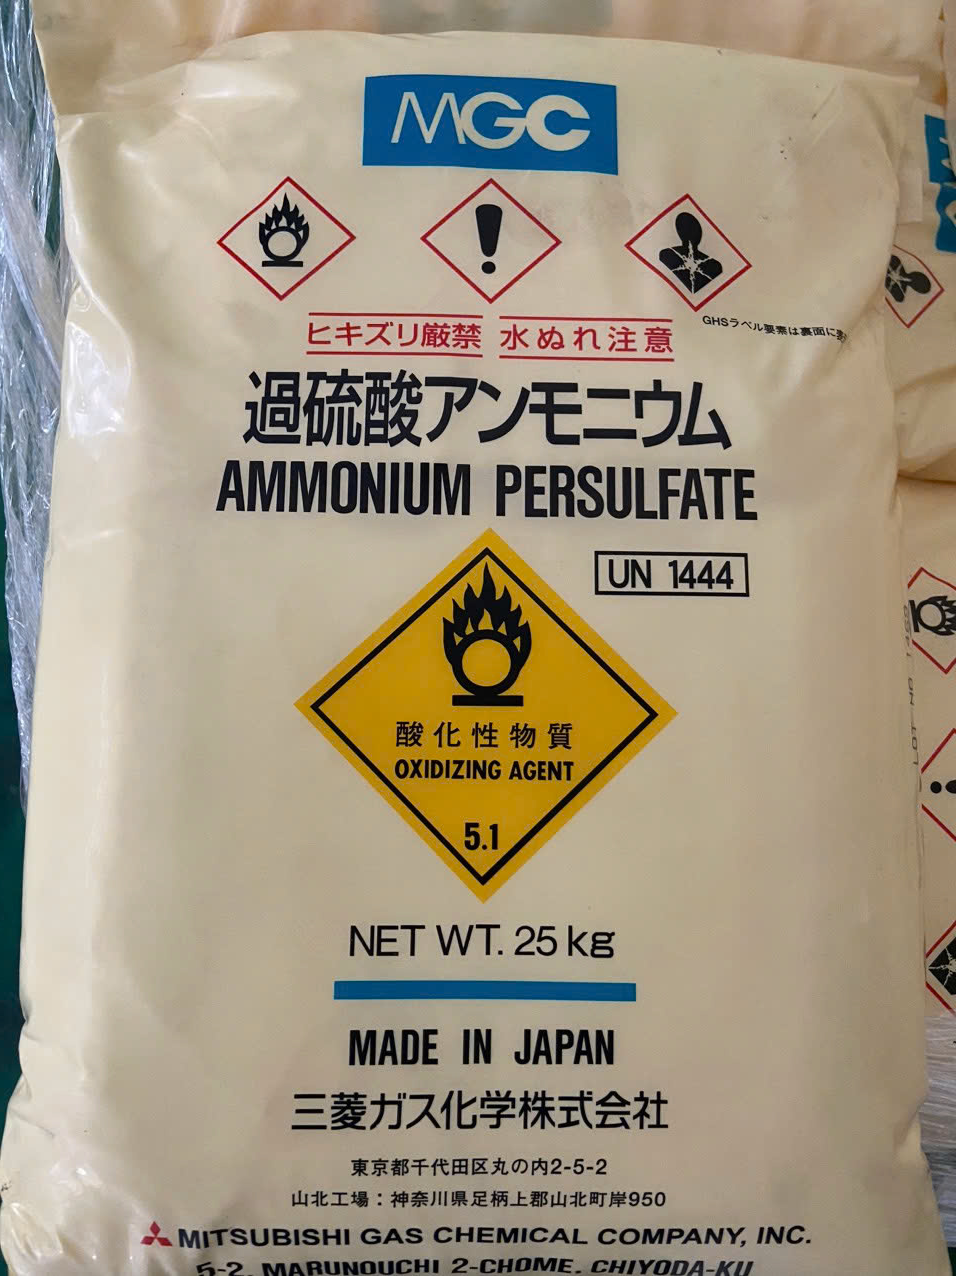 MGC
ヒキズリ厳禁 水ぬれ注意
GHSラベル要素は裏面に表
過硫酸アンモニウム
AMMONIUM PERSULFATE
UN 1444
酸化性物質
OXIDIZING AGENT
5.1
NET WT. 25 kg
MADE IN JAPAN
三菱ガス化学株式会社
東京都千代田区丸の内2-5-2
山北工場：神奈川県足柄上郡山北町岸950
MITSUBISHI GAS CHEMICAL COMPANY, INC.
5-2, MARUNOUCHI 2-CHOME, CHIYODA-KU
LOT NO